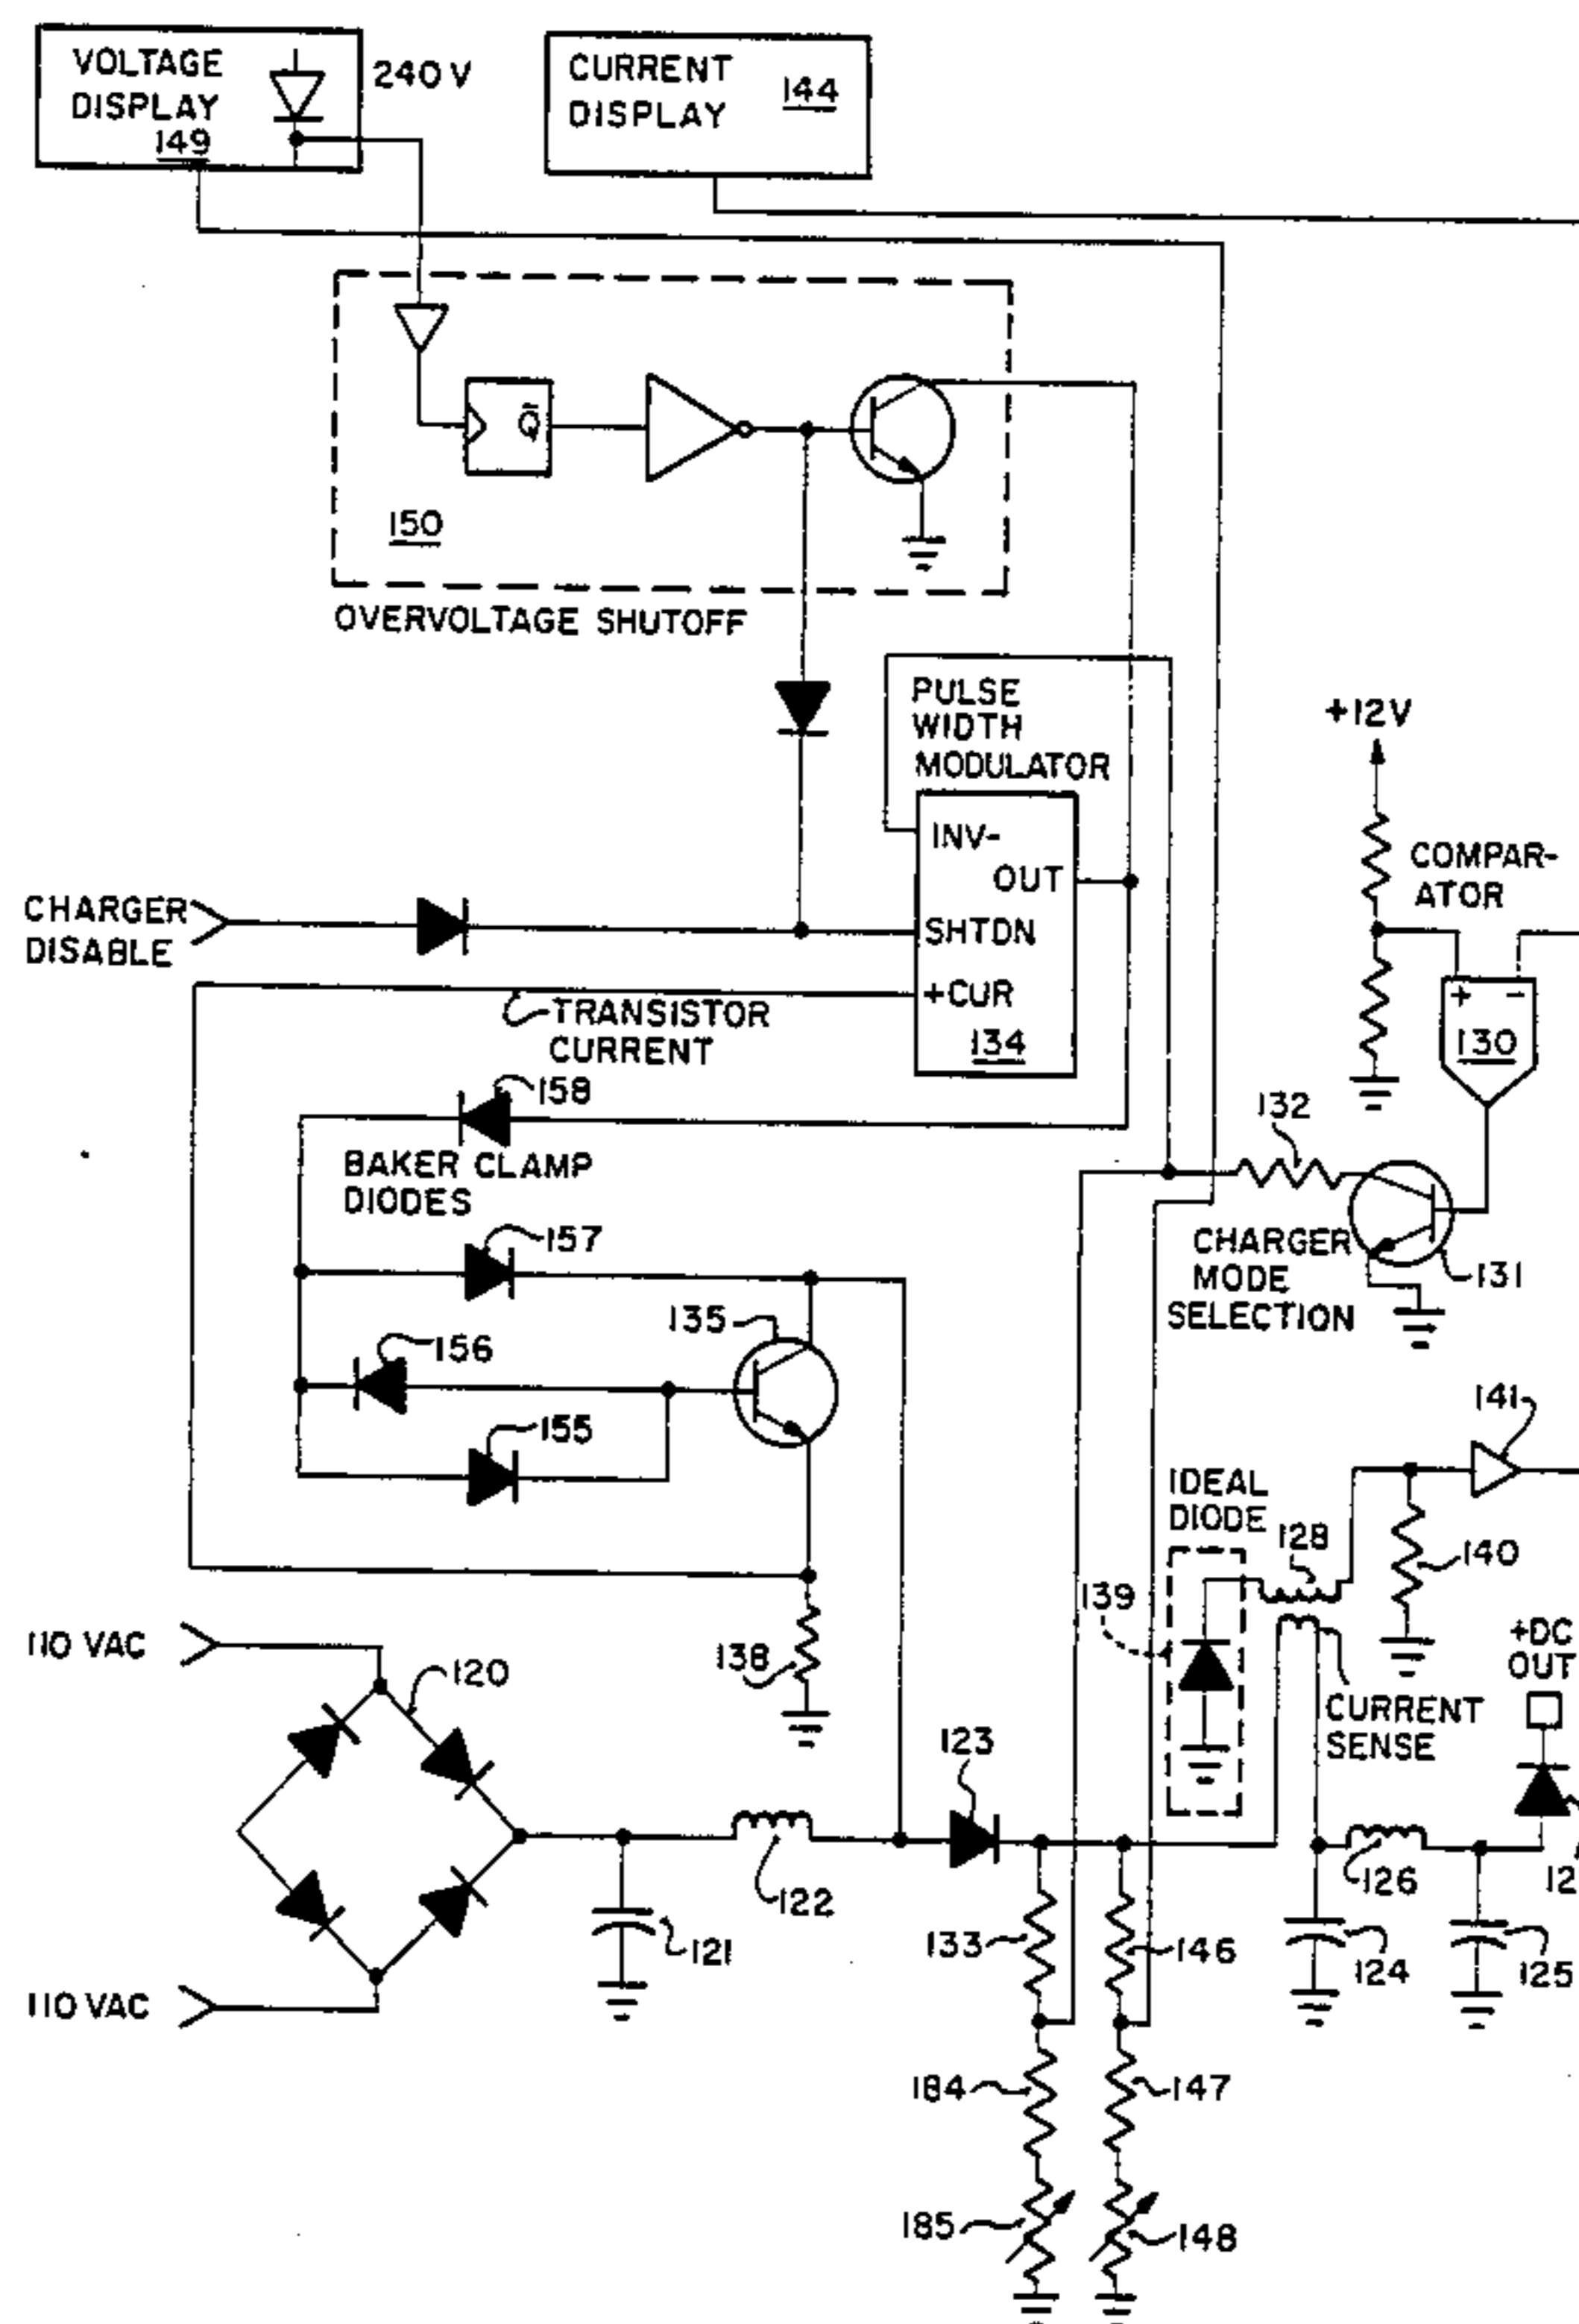 VOLTAGE
DISPLAY
149
240 V
CURRENT
DISPLAY
144
Q̄
150
OVERVOLTAGE SHUTOFF
PULSE
WIDTH
MODULATOR
INV-
OUT
SHTDN
+CUR
134
CHARGER
DISABLE
TRANSISTOR
CURRENT
+12V
COMPAR-
ATOR
+ -
130
132
158
BAKER CLAMP
DIODES
157
CHARGER
MODE
SELECTION
131
135
156
155
141
IDEAL
DIODE
128
140
139
138
110 VAC
120
+DC
OUT
CURRENT
SENSE
123
122
121
126
12
133
146
124
125
110 VAC
184
147
185
148